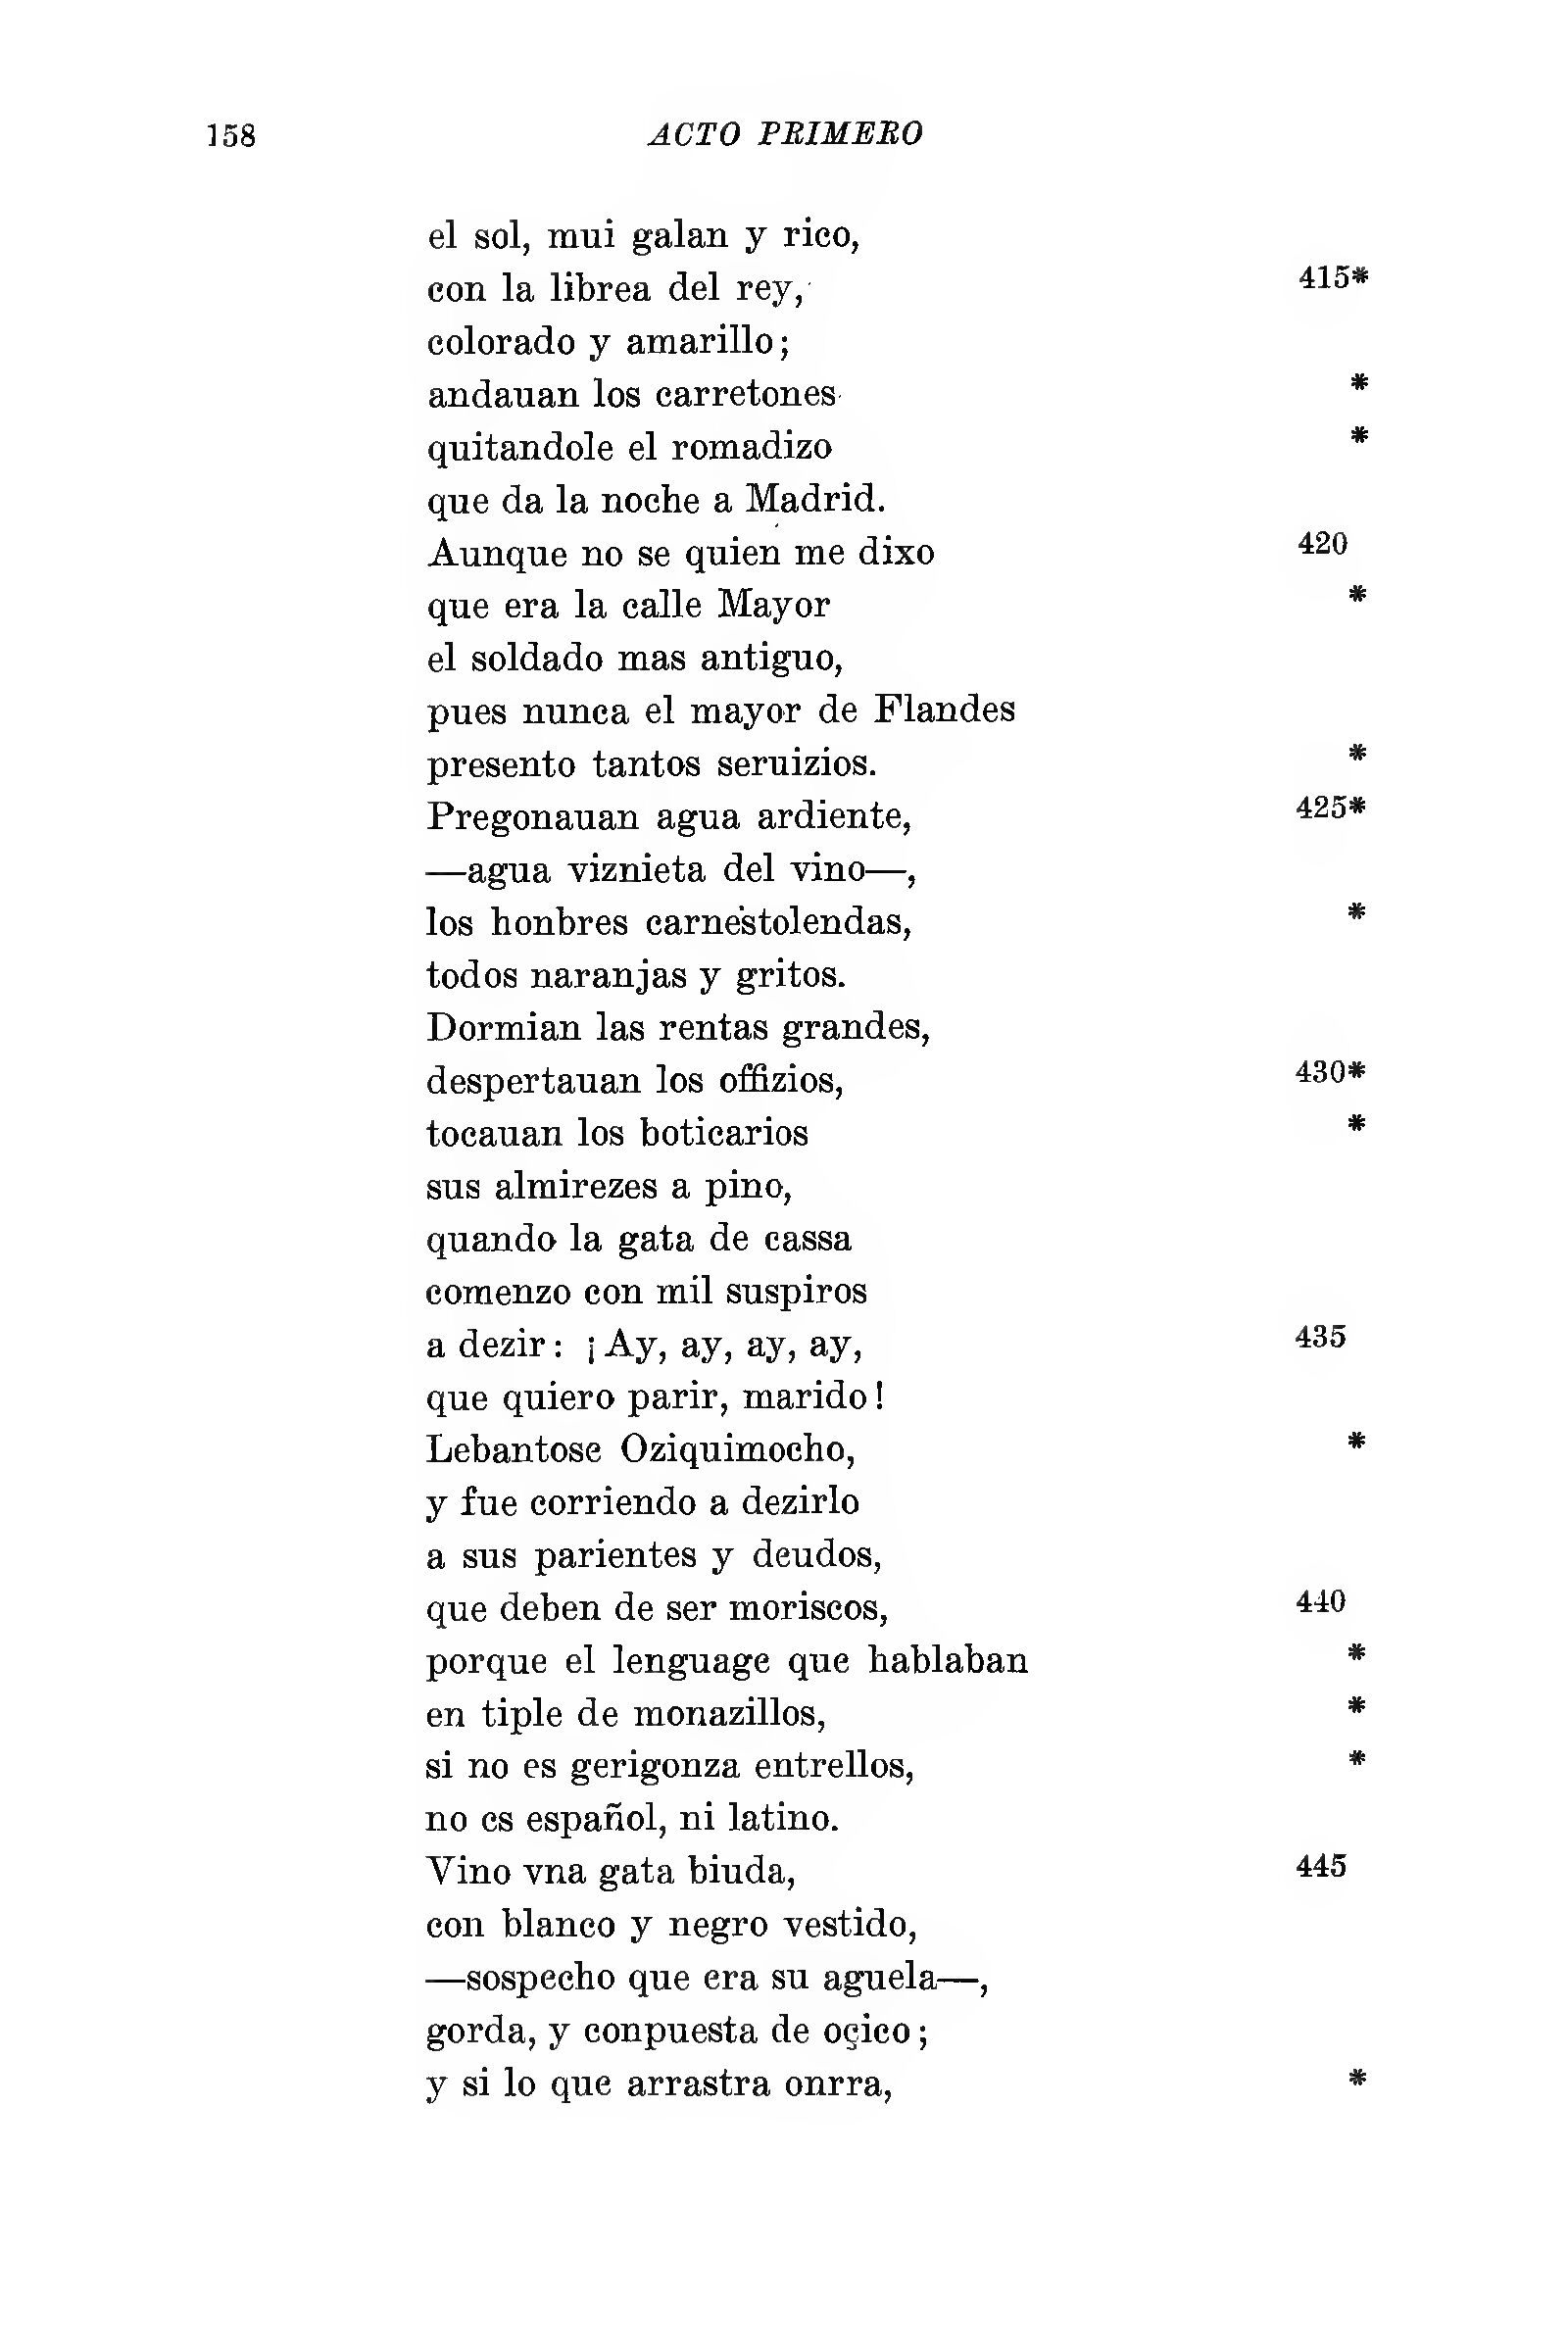 158 ACTO PRIMERO
el sol, mui galan y rico,
con la librea del rey, 415*
colorado y amarillo;
andauan los carretones *
quitandole el romadizo *
que da la noche a Madrid.
Aunque no se quien me dixo 420
que era la calle Mayor *
el soldado mas antiguo,
pues nunca el mayor de Flandes
presento tantos seruizios. *
Pregonauan agua ardiente, 425*
—agua viznieta del vino—,
los honbres carnestolendas, *
todos naranjas y gritos.
Dormian las rentas grandes,
despertauan los offizios, 430*
tocauan los boticarios *
sus almirezes a pino,
quando la gata de cassa
comenzo con mil suspiros
a dezir: ¡Ay, ay, ay, ay, 435
que quiero parir, marido!
Lebantose Oziquimocho, *
y fue corriendo a dezirlo
a sus parientes y deudos,
que deben de ser moriscos, 440
porque el lenguage que hablaban *
en tiple de monazillos, *
si no es gerigonza entrellos, *
no es español, ni latino.
Vino vna gata biuda, 445
con blanco y negro vestido,
—sospecho que era su aguela—,
gorda, y conpuesta de oçico;
y si lo que arrastra onrra, *